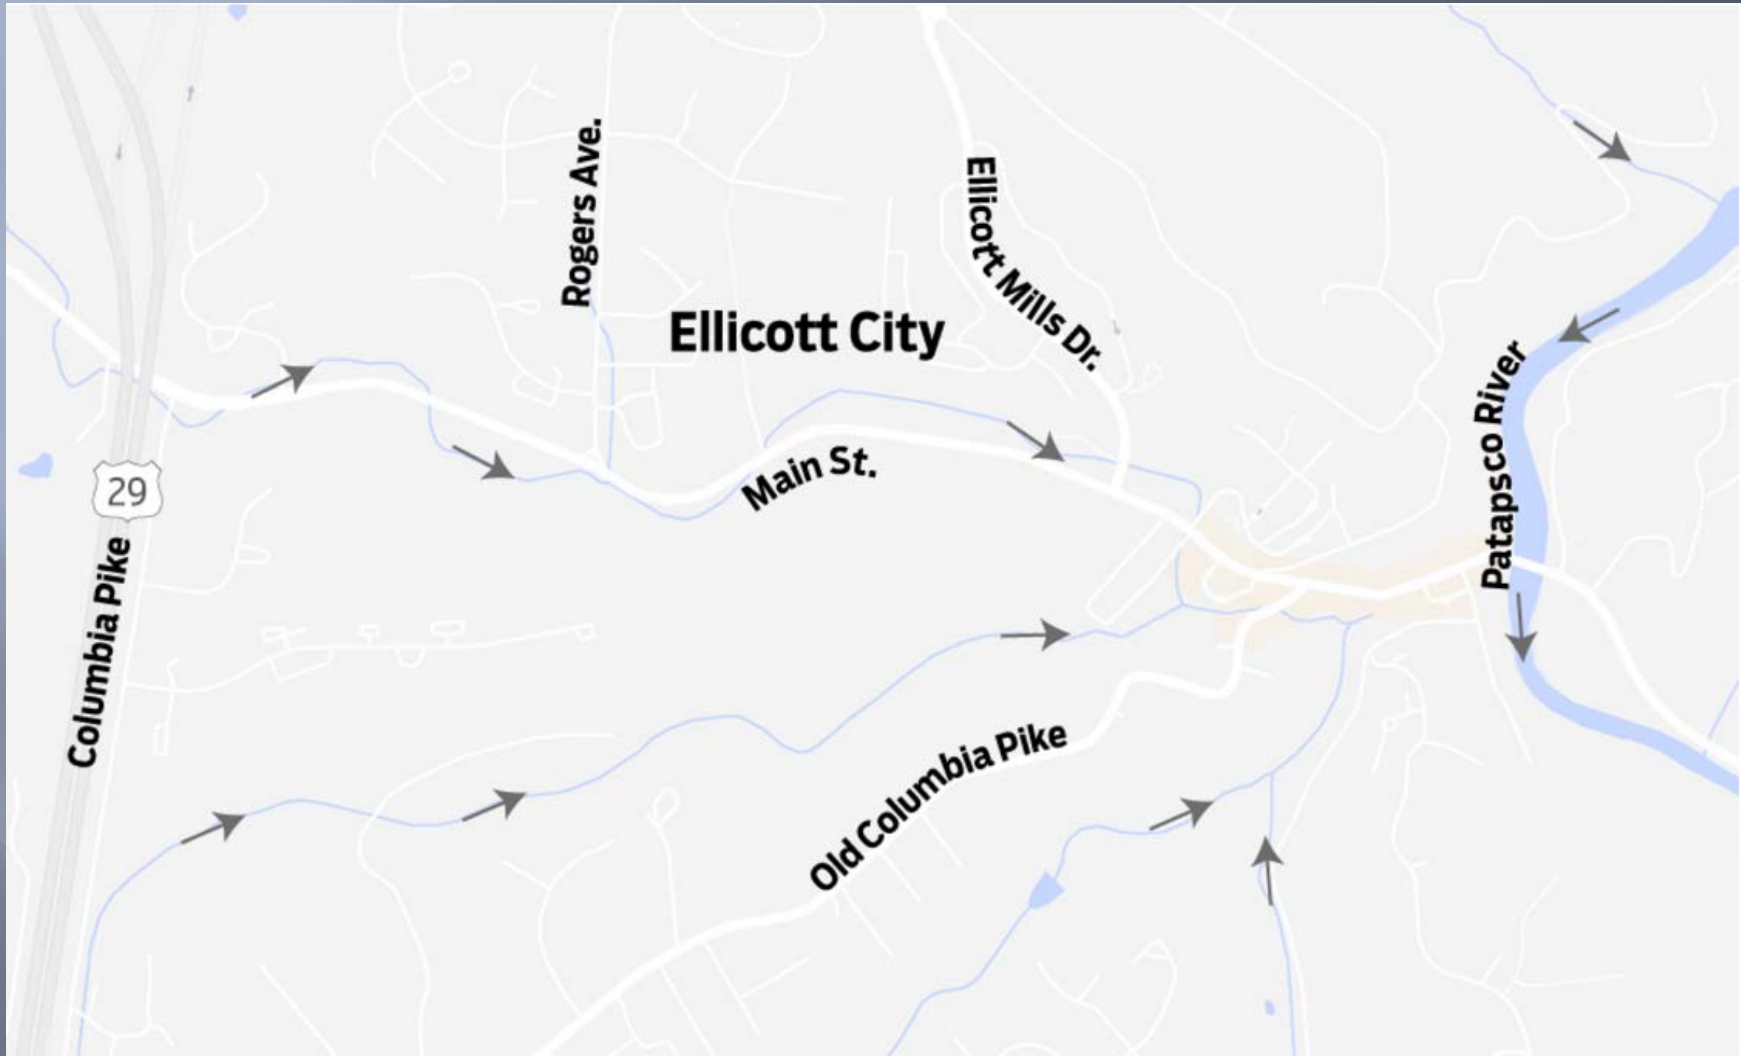 Rogers Ave.
Ellicott Mills Dr.
Ellicott City
Patapsco River
Main St.
29
Columbia Pike
Old Columbia Pike